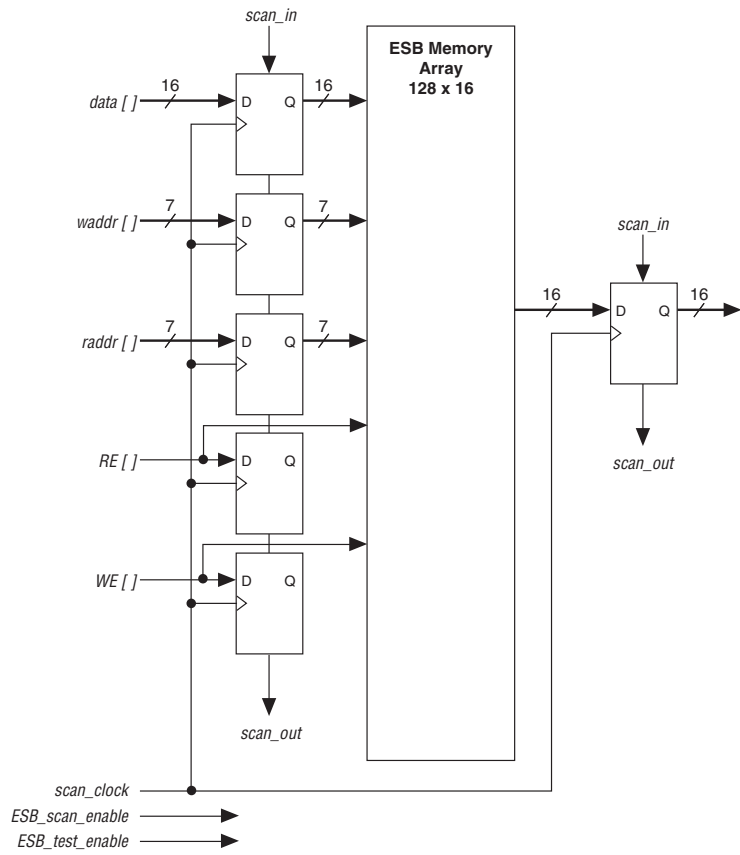 scan_in
ESB Memory
Array
128 x 16
data [ ]
16
D
Q
16
waddr [ ]
7
D
Q
7
scan_in
raddr [ ]
7
D
Q
7
16
D
Q
16
RE [ ]
D
Q
scan_out
WE [ ]
D
Q
scan_out
scan_clock
ESB_scan_enable
ESB_test_enable